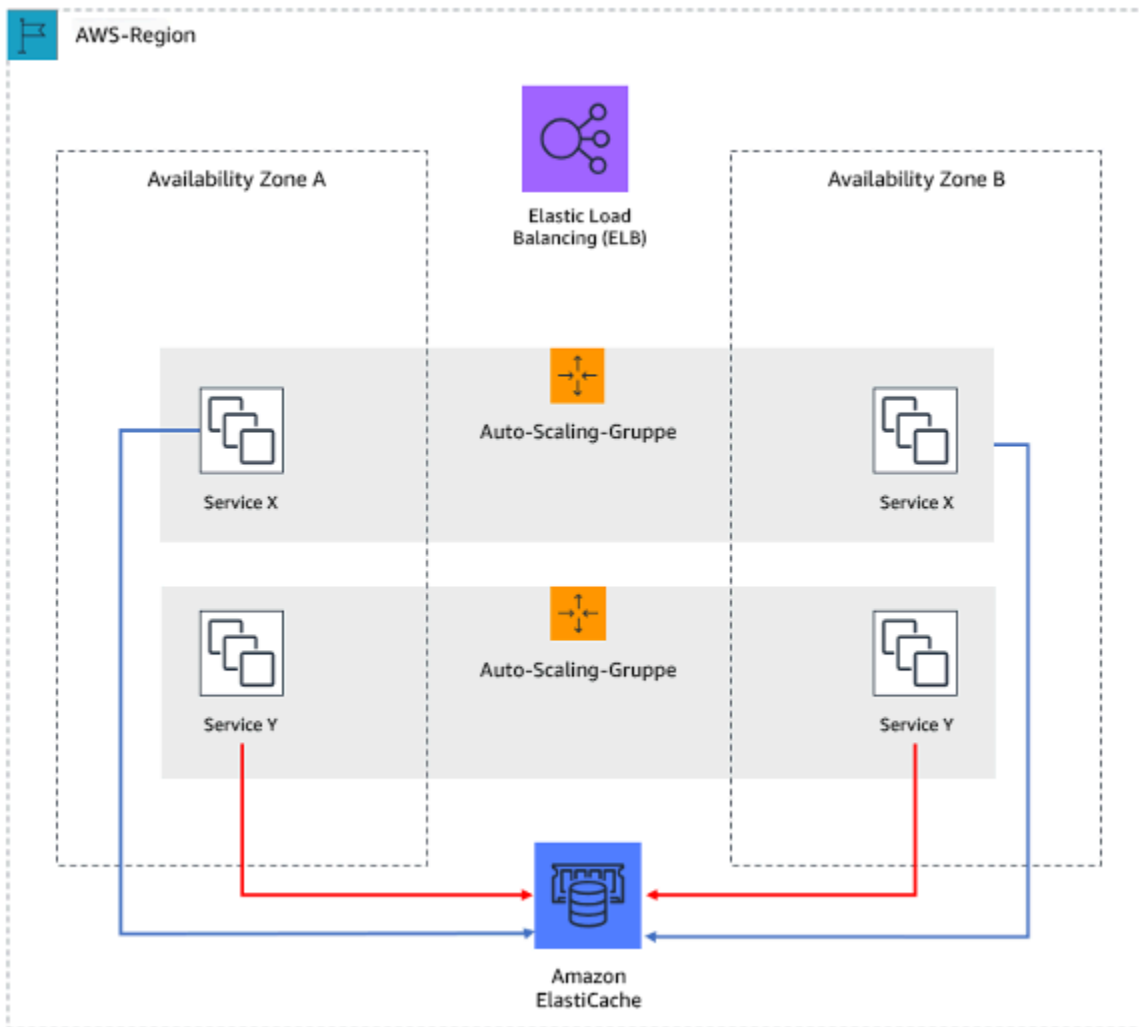 AWS-Region
Elastic Load
Balancing (ELB)
Availability Zone A
Availability Zone B
Auto-Scaling-Gruppe
Service X
Service X
Auto-Scaling-Gruppe
Service Y
Service Y
Amazon
ElastiCache